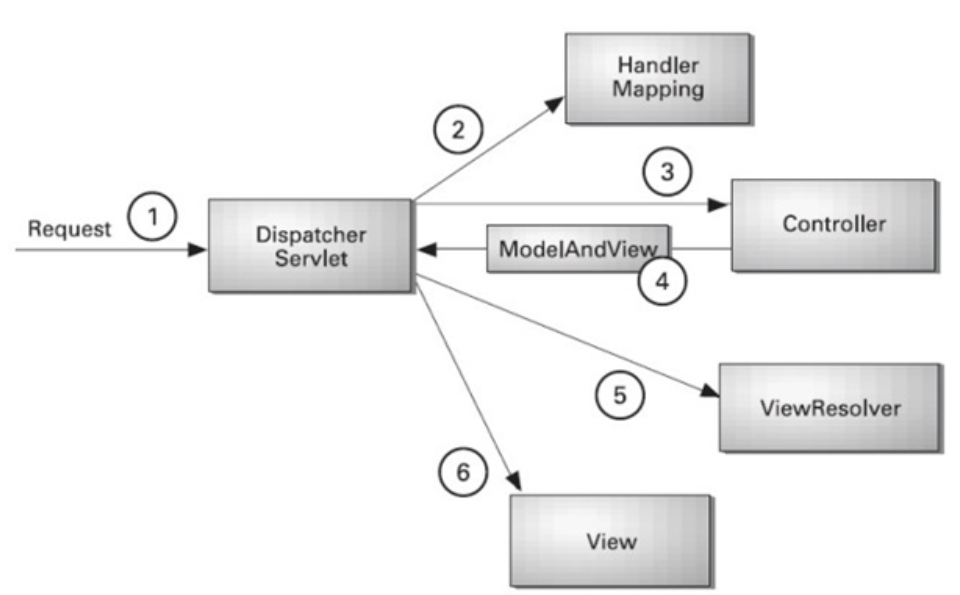 Handler
Mapping
2
3
1
Request
Dispatcher
Servlet
Controller
ModelAndView
4
5
ViewResolver
6
View